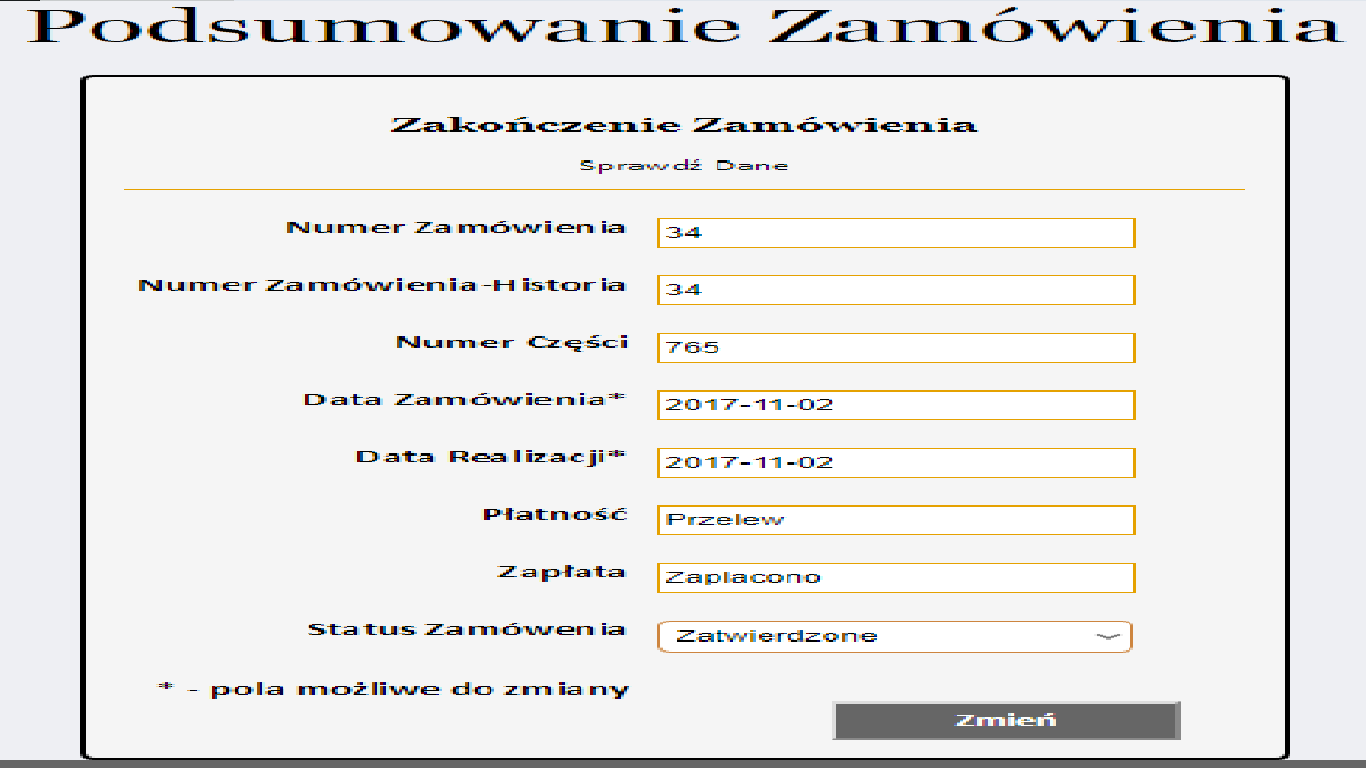 Podsumowanie Zamówienia
Zakończenie Zamówienia
Sprawdź Dane
Numer Zamówienia 34
Numer Zamówienia-Historia 34
Numer Części 765
Data Zamówienia* 2017-11-02
Data Realizacji* 2017-11-02
Płatność Przelew
Zapłata Zaplacono
Status Zamówenia Zatwierdzone
* - pola możliwe do zmiany
Zmień